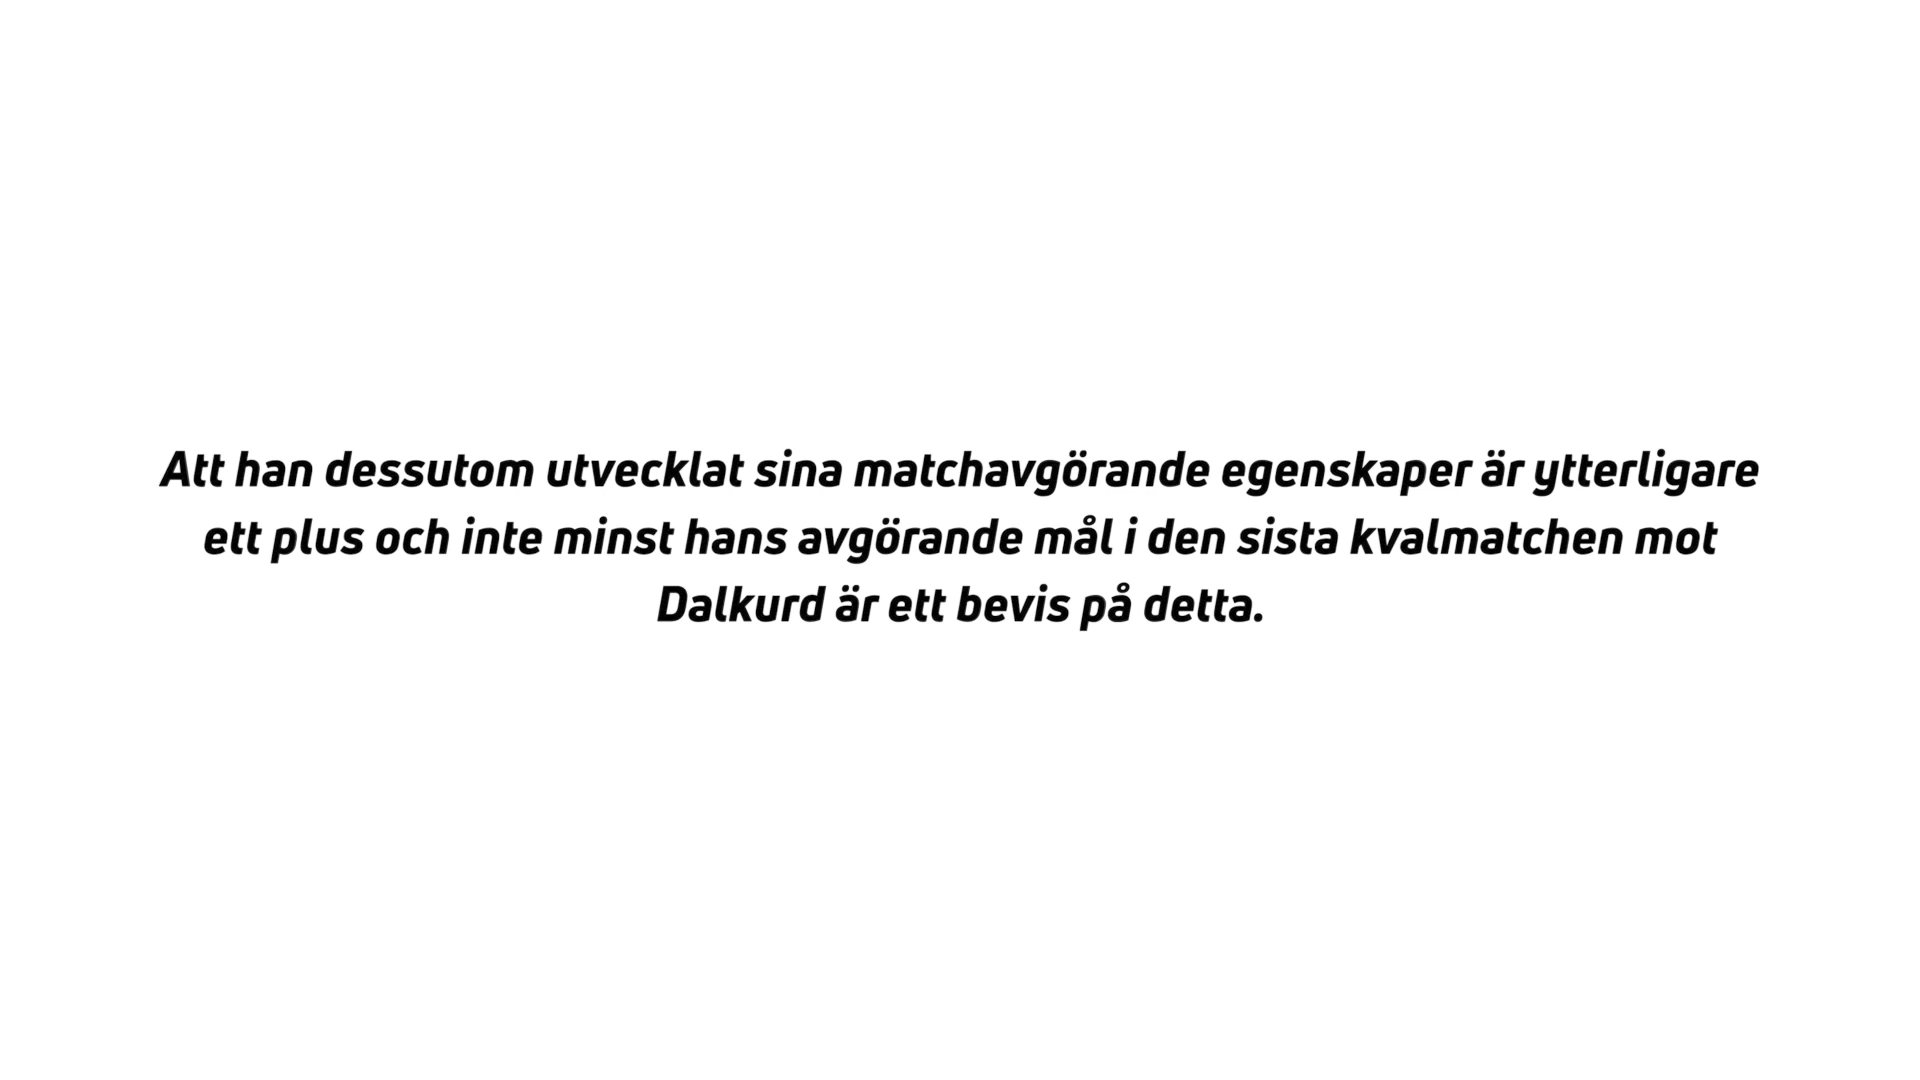 Att han dessutom utvecklat sina matchavgörande egenskaper är ytterligare
ett plus och inte minst hans avgörande mål i den sista kvalmatchen mot
Dalkurd är ett bevis på detta.